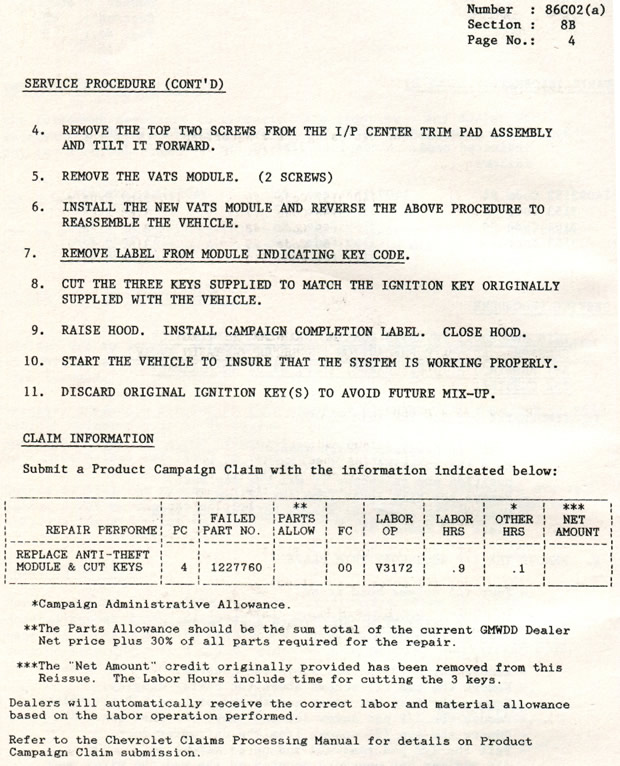 Number : 86C02(a)
Section : 8B
Page No.: 4
SERVICE PROCEDURE (CONT'D)
4. REMOVE THE TOP TWO SCREWS FROM THE I/P CENTER TRIM PAD ASSEMBLY
AND TILT IT FORWARD.
5. REMOVE THE VATS MODULE. (2 SCREWS)
6. INSTALL THE NEW VATS MODULE AND REVERSE THE ABOVE PROCEDURE TO
REASSEMBLE THE VEHICLE.
7. REMOVE LABEL FROM MODULE INDICATING KEY CODE.
8. CUT THE THREE KEYS SUPPLIED TO MATCH THE IGNITION KEY ORIGINALLY
SUPPLIED WITH THE VEHICLE.
9. RAISE HOOD. INSTALL CAMPAIGN COMPLETION LABEL. CLOSE HOOD.
10. START THE VEHICLE TO INSURE THAT THE SYSTEM IS WORKING PROPERLY.
11. DISCARD ORIGINAL IGNITION KEY(S) TO AVOID FUTURE MIX-UP.
CLAIM INFORMATION
Submit a Product Campaign Claim with the information indicated below:
** * ***
FAILED PARTS LABOR LABOR OTHER NET
REPAIR PERFORME PC PART NO. ALLOW FC OP HRS HRS AMOUNT
REPLACE ANTI-THEFT
MODULE & CUT KEYS 4 1227760 00 V3172 .9 .1
*Campaign Administrative Allowance.
**The Parts Allowance should be the sum total of the current GMWDD Dealer
Net price plus 30% of all parts required for the repair.
***The "Net Amount" credit originally provided has been removed from this
Reissue. The Labor Hours include time for cutting the 3 keys.
Dealers will automatically receive the correct labor and material allowance
based on the labor operation performed.
Refer to the Chevrolet Claims Processing Manual for details on Product
Campaign Claim submission.